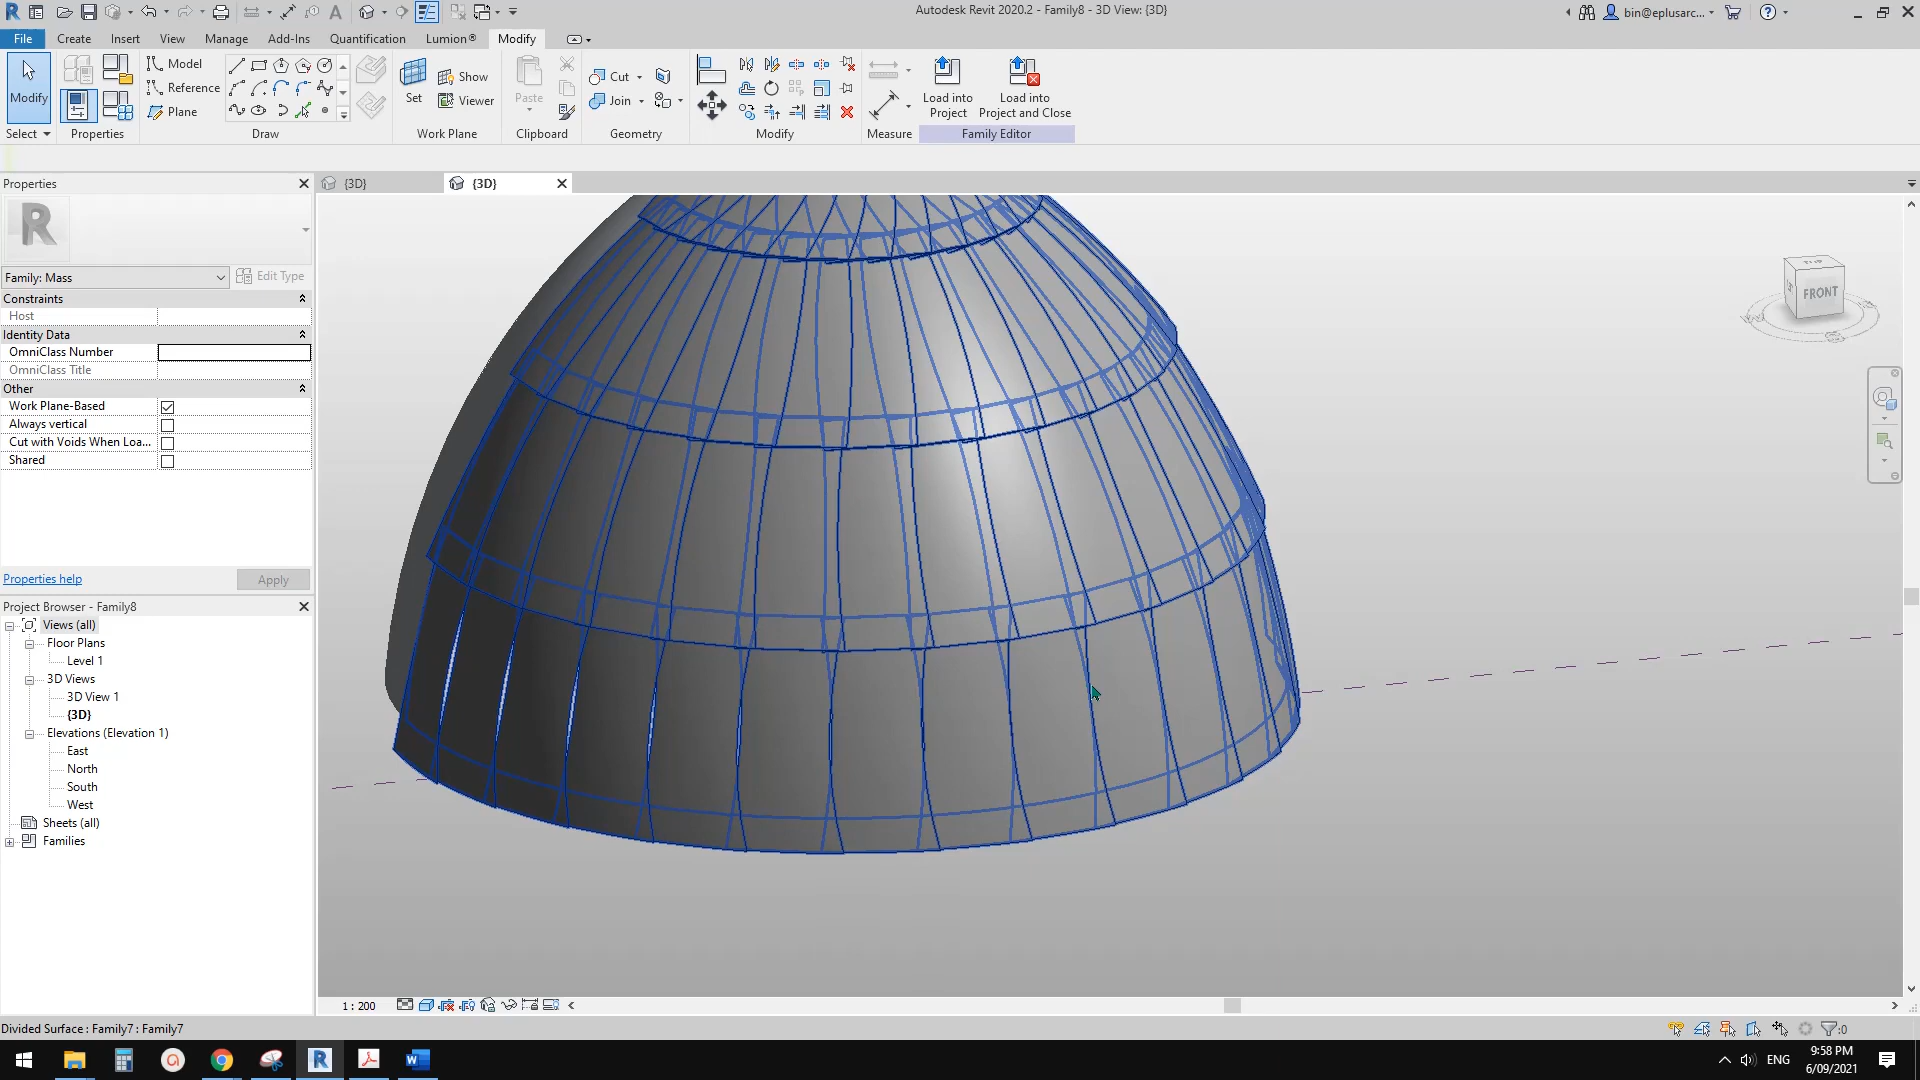 Autodesk Revit 2020.2 - Family8 - 3D View: {3D}
bin@eplusarc...
File Create Insert View Manage Add-Ins Quantification Lumion® Modify
Modify
Model
Reference
Plane
Set
Show
Viewer
Paste
Cut
Join
Load into Project
Load into Project and Close
Select Properties Draw Work Plane Clipboard Geometry Modify Measure Family Editor
Properties
{3D}
{3D}
R
Family: Mass
Edit Type
Constraints
Host
Identity Data
OmniClass Number
OmniClass Title
Other
Work Plane-Based
Always vertical
Cut with Voids When Loa...
Shared
Properties help
Apply
Project Browser - Family8
Views (all)
Floor Plans
Level 1
3D Views
3D View 1
{3D}
Elevations (Elevation 1)
East
North
South
West
Sheets (all)
Families
FRONT
1 : 200
Divided Surface : Family7 : Family7
:0
ENG
9:58 PM
6/09/2021